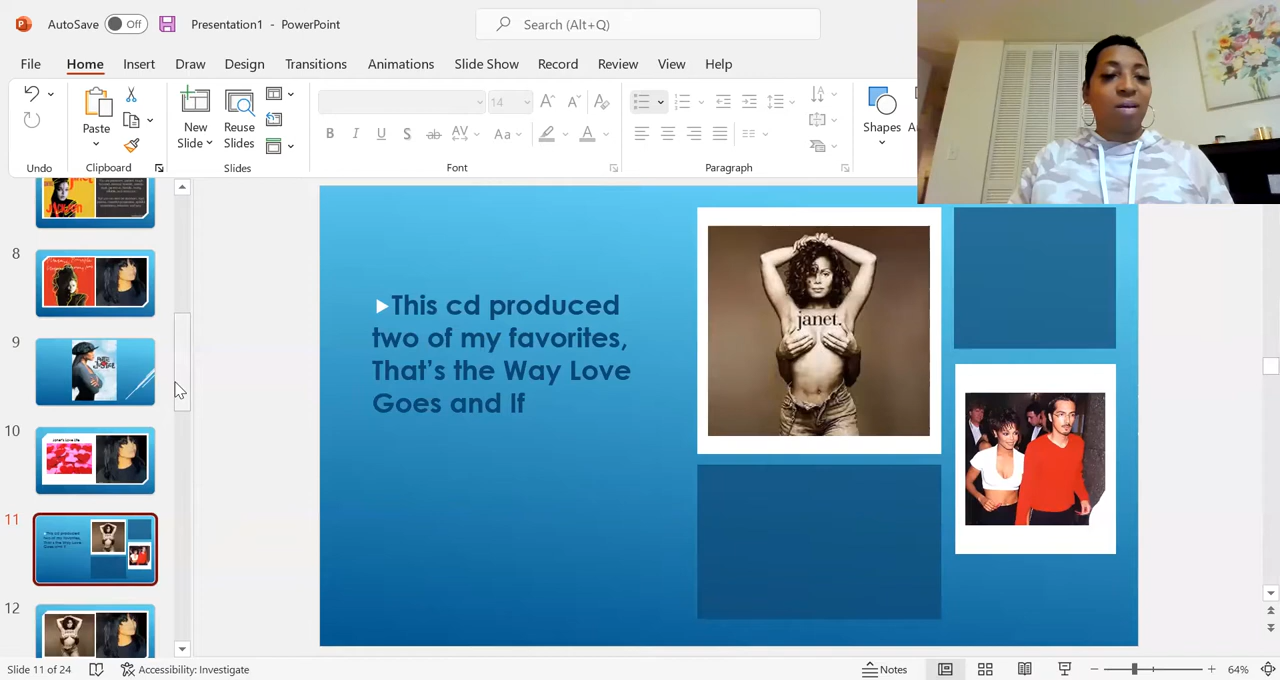 AutoSave Off Presentation1 - PowerPoint Search (Alt+Q)
File Home Insert Draw Design Transitions Animations Slide Show Record Review View Help
14
Paste New Slide Reuse Slides B I U S ab AV Aa A Shapes
Undo Clipboard Slides Font Paragraph
8
9
10
11
12
This cd produced
two of my favorites,
That's the Way Love
Goes and If
janet.
Slide 11 of 24 Accessibility: Investigate Notes 64%